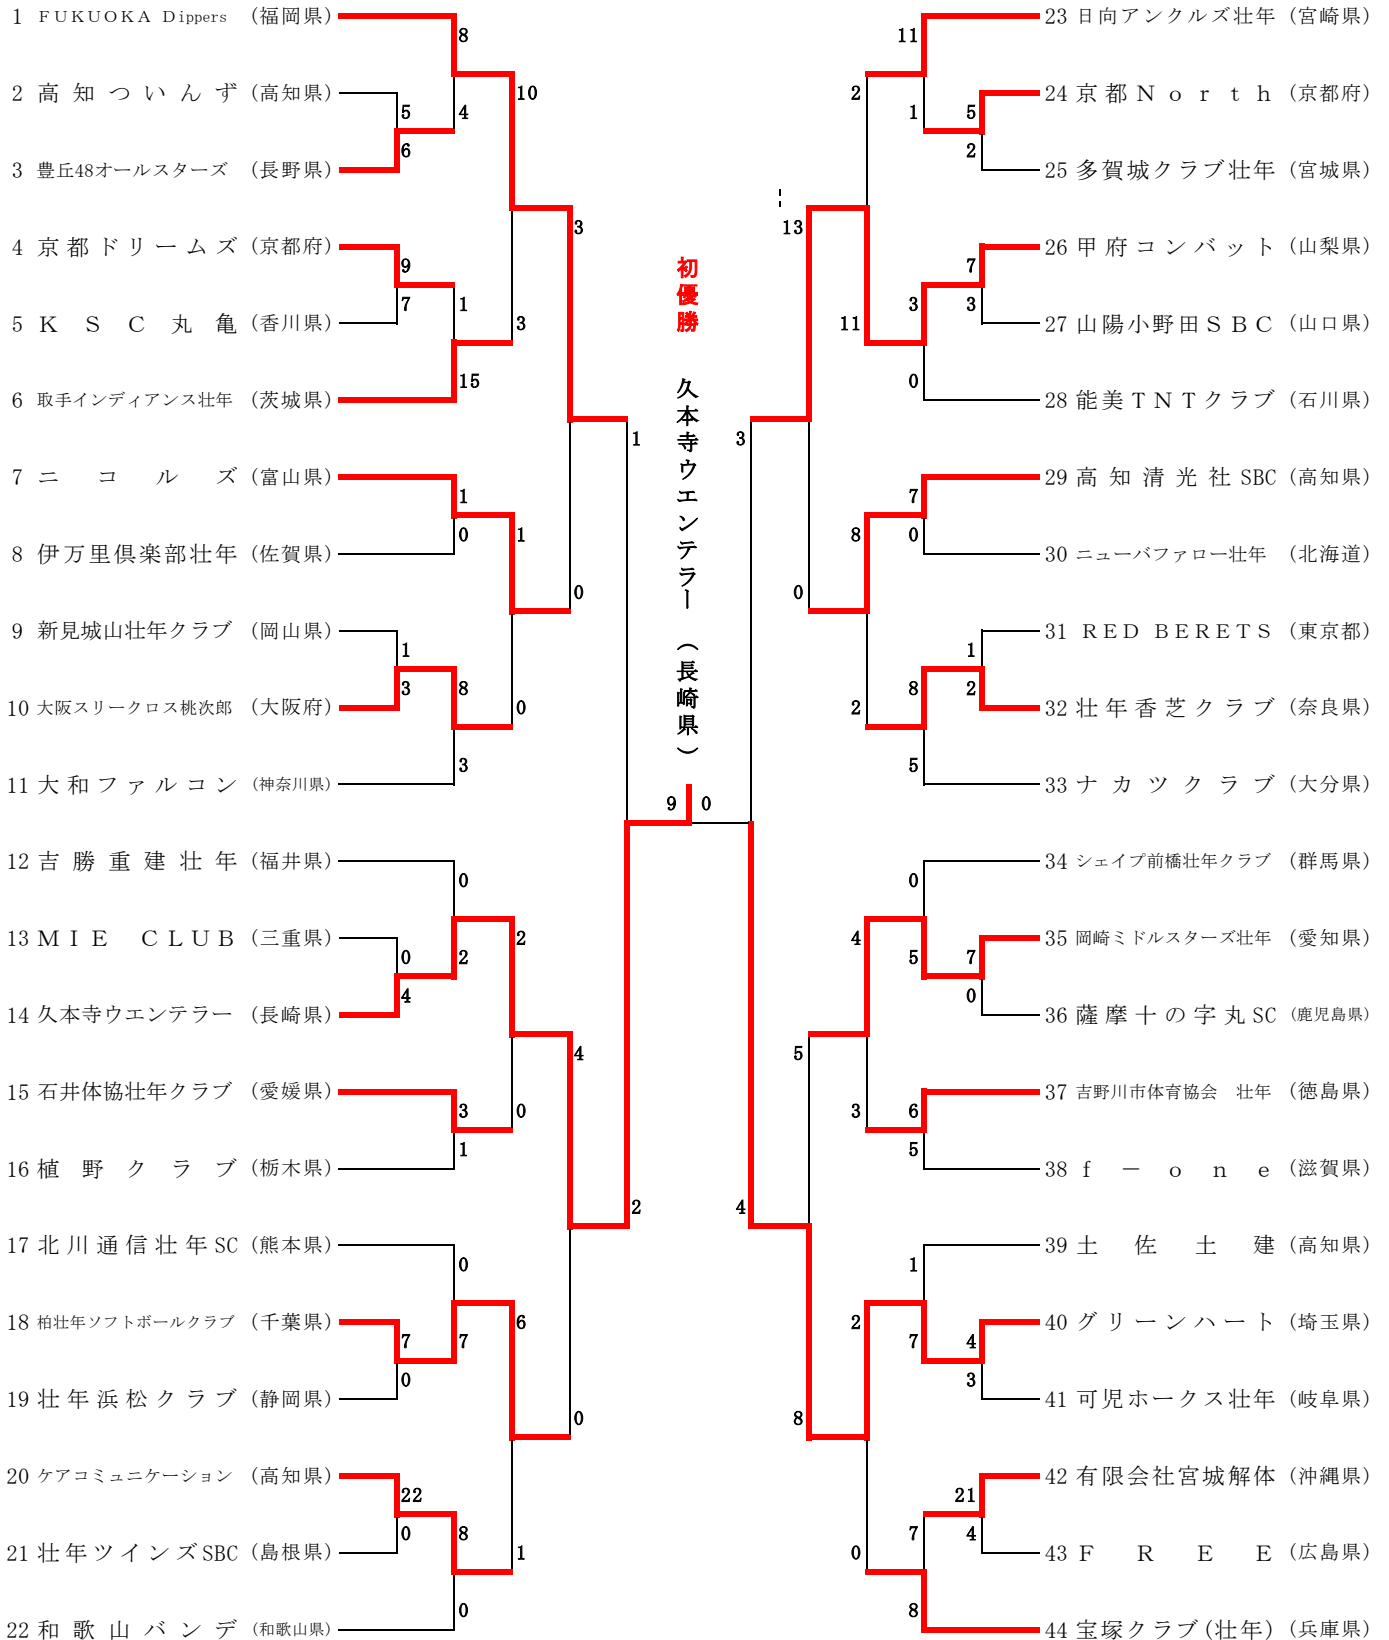 1 FUKUOKA Dippers (福岡県)
8
2 高知ついんず (高知県)
10
5
4
6
3 豊丘48オールスターズ (長野県)
3
4 京都ドリームズ (京都府)
9
7
1
3
5 KSC丸亀 (香川県)
15
6 取手インディアンス壮年 (茨城県)
1
7 ニコルズ (富山県)
1
0
1
8 伊万里倶楽部壮年 (佐賀県)
0
9 新見城山壮年クラブ (岡山県)
1
3
8
0
10 大阪スリークロス桃次郎 (大阪府)
3
11 大和ファルコン (神奈川県)
9
0
12 吉勝重建壮年 (福井県)
0
13 MIE CLUB (三重県)
2
0
2
4
14 久本寺ウエンテラー (長崎県)
4
15 石井体協壮年クラブ (愛媛県)
3
0
1
16 植野クラブ (栃木県)
2
17 北川通信壮年SC (熊本県)
0
18 柏壮年ソフトボールクラブ (千葉県)
6
7
7
0
19 壮年浜松クラブ (静岡県)
0
20 ケアコミュニケーション (高知県)
22
0
8
1
21 壮年ツインズSBC (島根県)
0
22 和歌山バンデ (和歌山県)
初優勝 久本寺ウエンテラー (長崎県)
23 日向アンクルズ壮年 (宮崎県)
11
2
24 京都North (京都府)
1
5
2
25 多賀城クラブ壮年 (宮城県)
13
26 甲府コンバット (山梨県)
7
3
3
11
27 山陽小野田SBC (山口県)
0
28 能美TNTクラブ (石川県)
3
29 高知清光社SBC (高知県)
7
0
8
30 ニューバファロー壮年 (北海道)
0
31 RED BERETS (東京都)
1
2
8
2
32 壮年香芝クラブ (奈良県)
5
33 ナカツクラブ (大分県)
34 シェイプ前橋壮年クラブ (群馬県)
0
35 岡崎ミドルスターズ壮年 (愛知県)
4
5
7
0
36 薩摩十の字丸SC (鹿児島県)
5
37 吉野川市体育協会 壮年 (徳島県)
3
6
5
38 f-one (滋賀県)
4
39 土佐土建 (高知県)
1
40 グリーンハート (埼玉県)
2
7
4
3
41 可児ホークス壮年 (岐阜県)
8
42 有限会社宮城解体 (沖縄県)
21
4
7
0
43 FREE (広島県)
8
44 宝塚クラブ(壮年) (兵庫県)